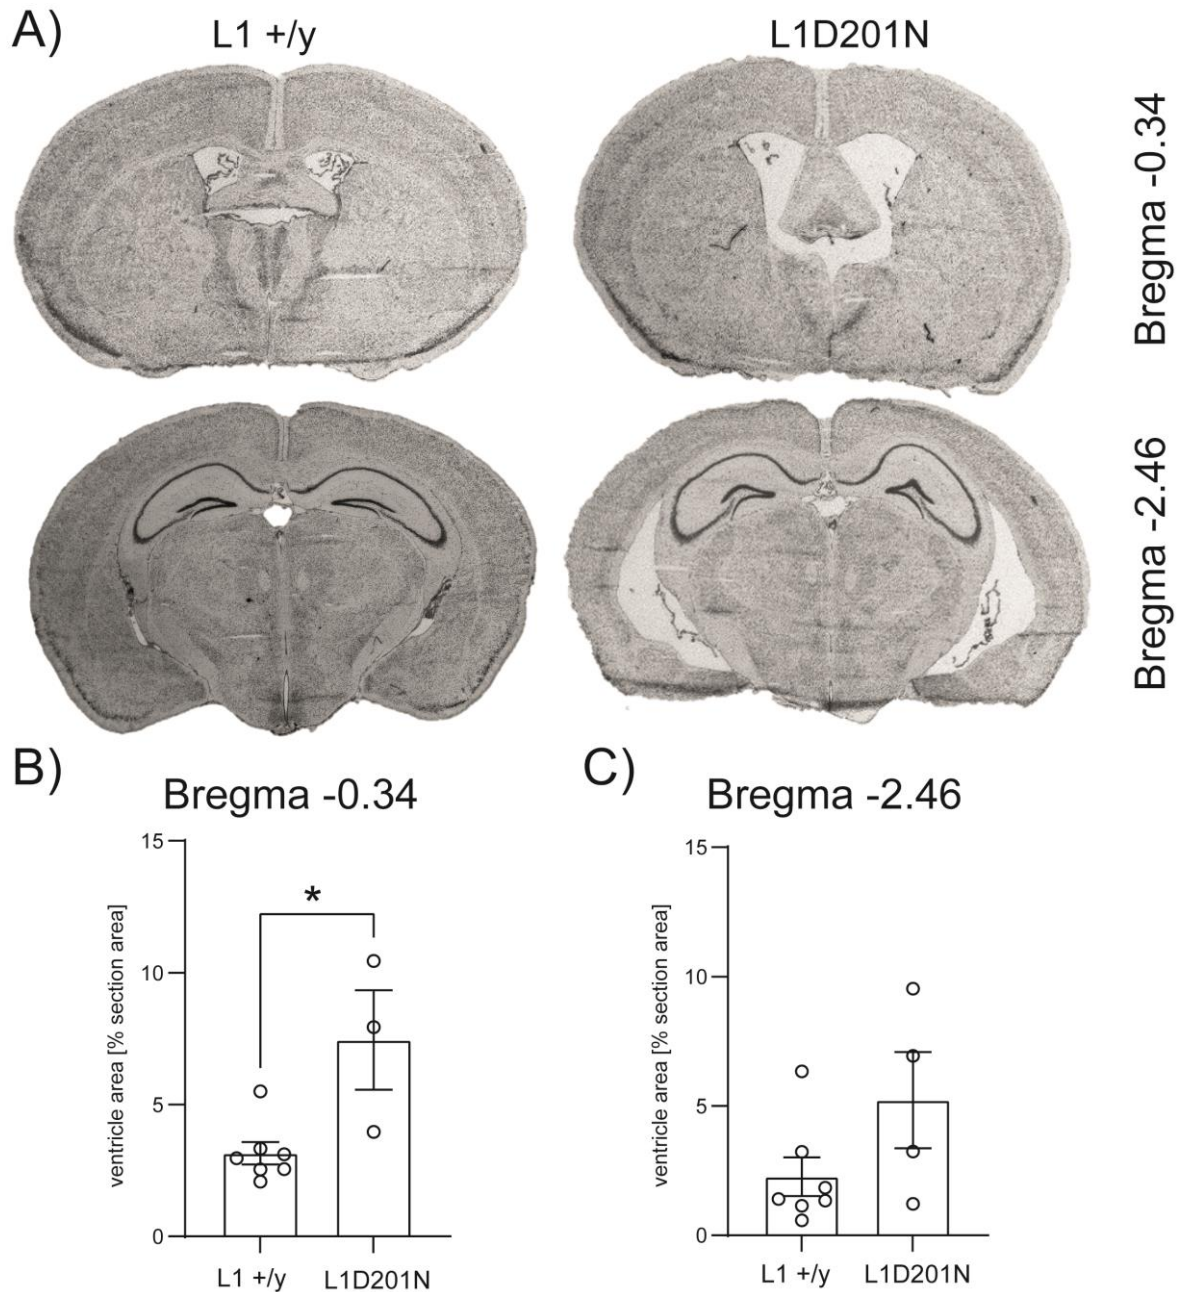 A)
L1 +/y
L1D201N
Bregma -0.34
Bregma -2.46
B)
Bregma -0.34
ventricle area [% section area]
15
10
5
0
*
L1 +/y
L1D201N
C)
Bregma -2.46
ventricle area [% section area]
15
10
5
0
L1 +/y
L1D201N